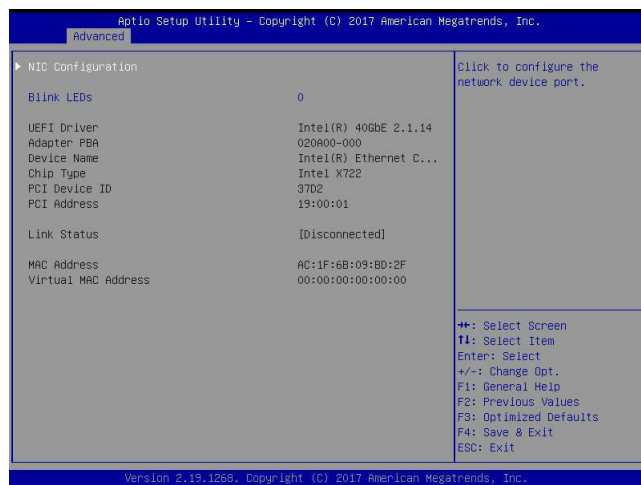 Aptio Setup Utility – Copyright (C) 2017 American Megatrends, Inc.
Advanced
NIC Configuration
Blink LEDs 0
UEFI Driver Intel(R) 40GbE 2.1.14
Adapter PBA 020A00-000
Device Name Intel(R) Ethernet C...
Chip Type Intel X722
PCI Device ID 37D2
PCI Address 19:00:01
Link Status [Disconnected]
MAC Address AC:1F:6B:09:BD:2F
Virtual MAC Address 00:00:00:00:00:00
Click to configure the
network device port.
→←: Select Screen
↑↓: Select Item
Enter: Select
+/-: Change Opt.
F1: General Help
F2: Previous Values
F3: Optimized Defaults
F4: Save & Exit
ESC: Exit
Version 2.19.1268. Copyright (C) 2017 American Megatrends, Inc.